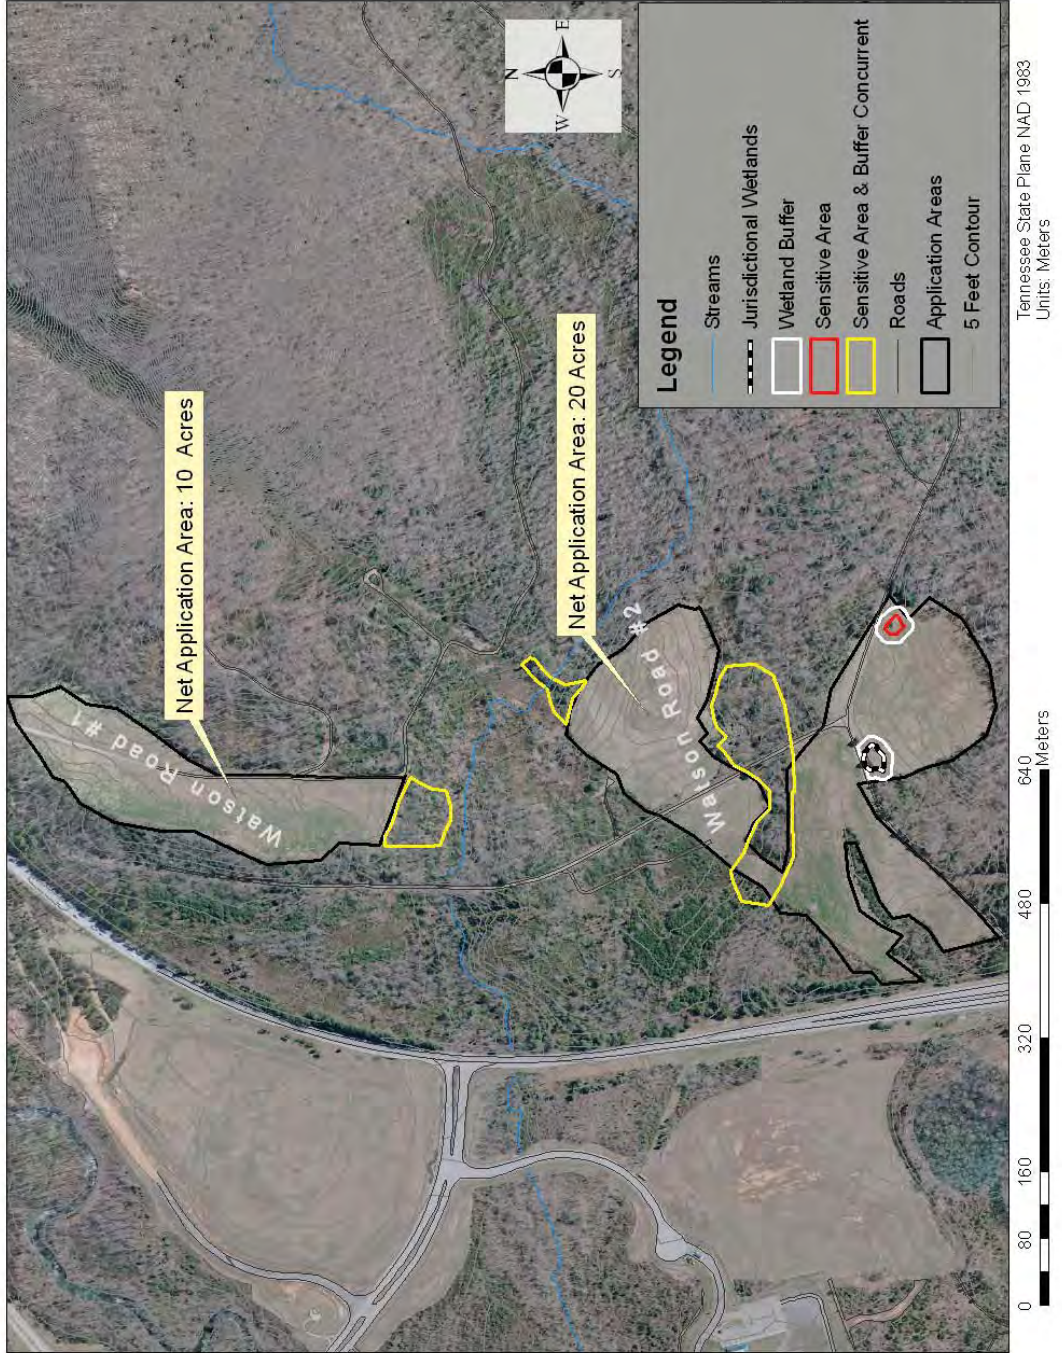 Watson Road #1
Net Application Area: 10 Acres
Watson Road #2
Net Application Area: 20 Acres
N
W
E
S
Legend
Streams
Jurisdictional Wetlands
Wetland Buffer
Sensitive Area
Sensitive Area & Buffer Concurrent
Roads
Application Areas
5 Feet Contour
0 80 160 320 480 640
Meters
Tennessee State Plane NAD 1983
Units: Meters